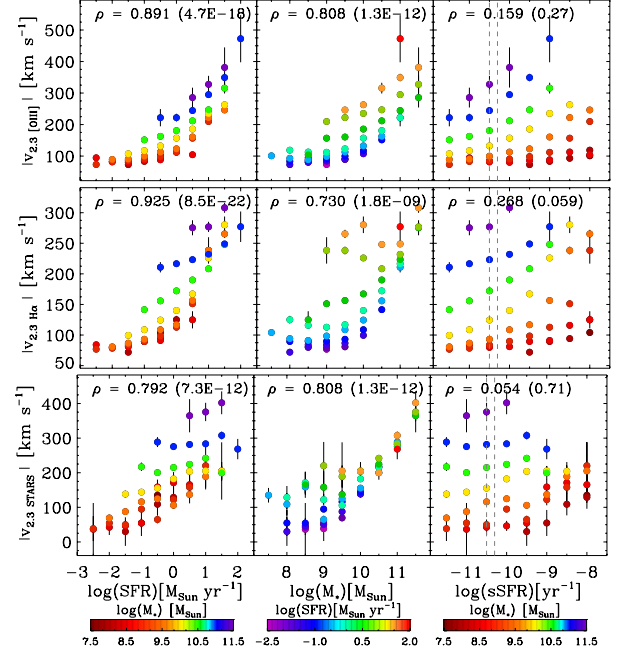 ρ = 0.891 (4.7E-18) ρ = 0.808 (1.3E-12) ρ = 0.159 (0.27)
|v2.3 [OIII] | [km s−1]
500
400
300
200
100
ρ = 0.925 (8.5E-22) ρ = 0.730 (1.8E-09) ρ = 0.268 (0.059)
|v2.3 Hα | [km s−1]
300
250
200
150
100
50
ρ = 0.792 (7.3E-12) ρ = 0.808 (1.3E-12) ρ = 0.054 (0.71)
|v2.3 STARS | [km s−1]
400
300
200
100
0
−3 −2 −1 0 1 2 8 9 10 11 −11 −10 −9 −8
log(SFR)[MSun yr−1] log(M*)[MSun] log(sSFR)[MSun yr−1]
log(M*) [MSun] log(SFR)[MSun yr−1] log(M*) [MSun]
7.5 8.5 9.5 10.5 11.5 −2.5 −1.0 0.5 2.0 7.5 8.5 9.5 10.5 11.5